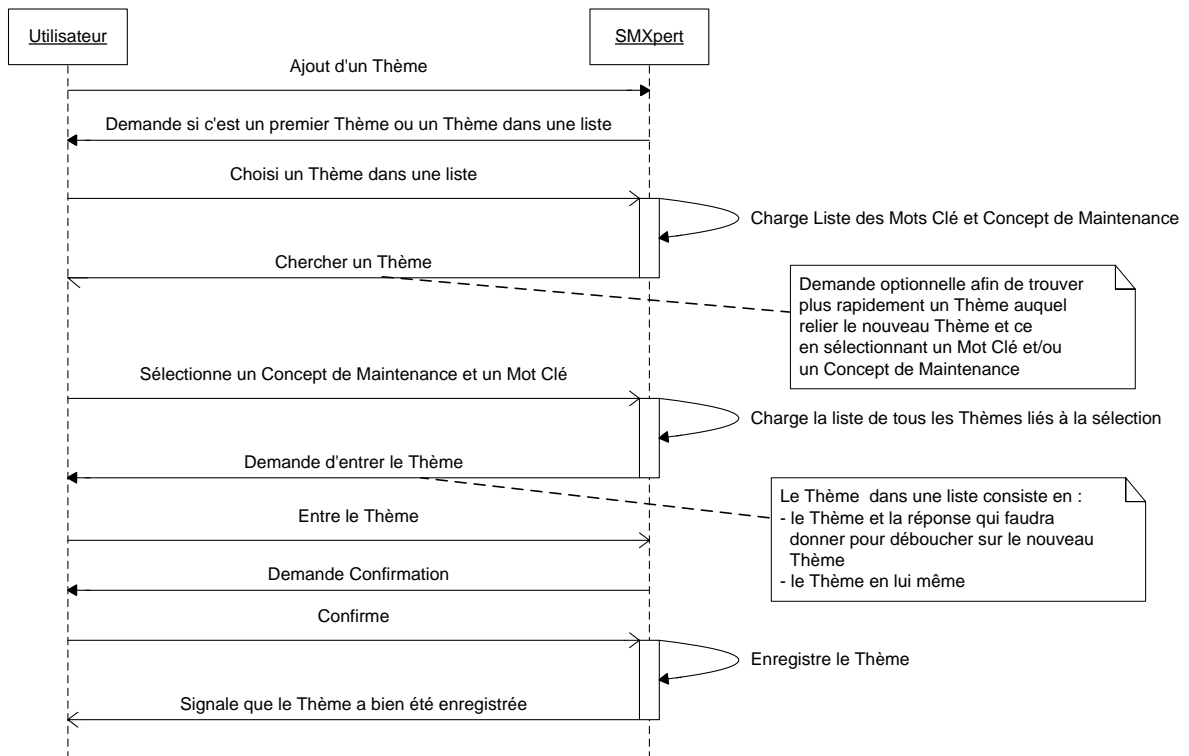 Utilisateur
SMXpert
Ajout d'un Thème
Demande si c'est un premier Thème ou un Thème dans une liste
Choisi un Thème dans une liste
Charge Liste des Mots Clé et Concept de Maintenance
Chercher un Thème
Demande optionnelle afin de trouver
plus rapidement un Thème auquel
relier le nouveau Thème et ce
en sélectionnant un Mot Clé et/ou
un Concept de Maintenance
Sélectionne un Concept de Maintenance et un Mot Clé
Charge la liste de tous les Thèmes liés à la sélection
Demande d'entrer le Thème
Le Thème dans une liste consiste en :
- le Thème et la réponse qui faudra
donner pour déboucher sur le nouveau
Thème
- le Thème en lui même
Entre le Thème
Demande Confirmation
Confirme
Enregistre le Thème
Signale que le Thème a bien été enregistrée